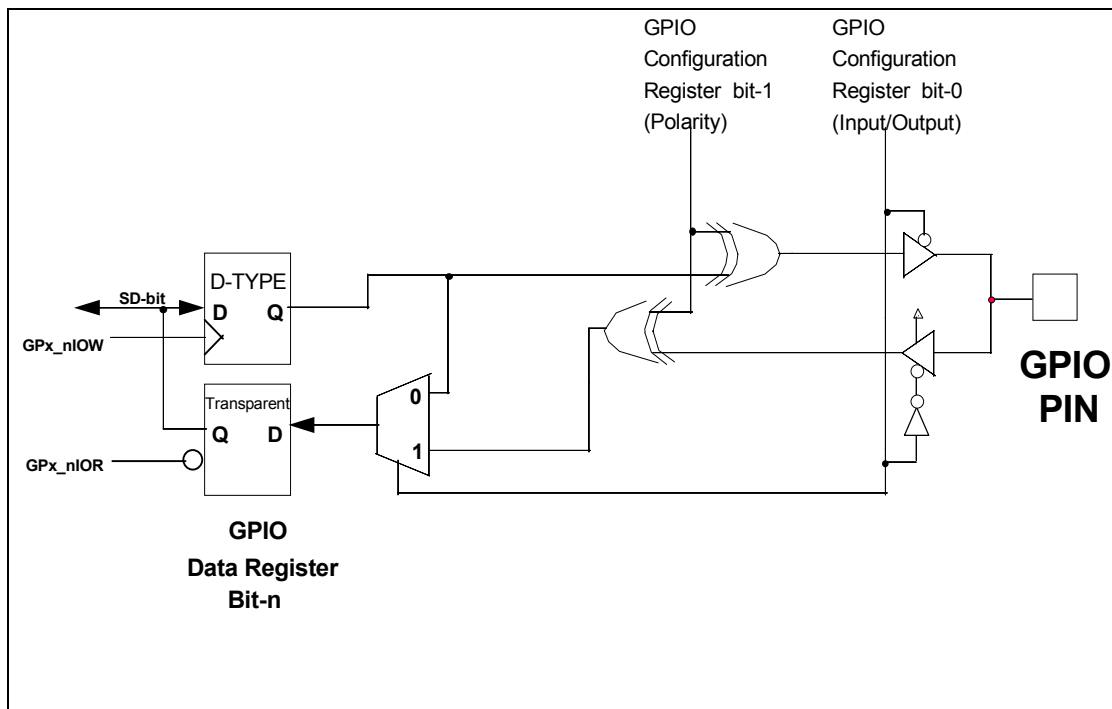 GPIO
Configuration
Register bit-1
(Polarity)
GPIO
Configuration
Register bit-0
(Input/Output)
D-TYPE
SD-bit
D
Q
GPx_nIOW
Transparent
Q
D
GPx_nIOR
0
1
GPIO
PIN
GPIO
Data Register
Bit-n